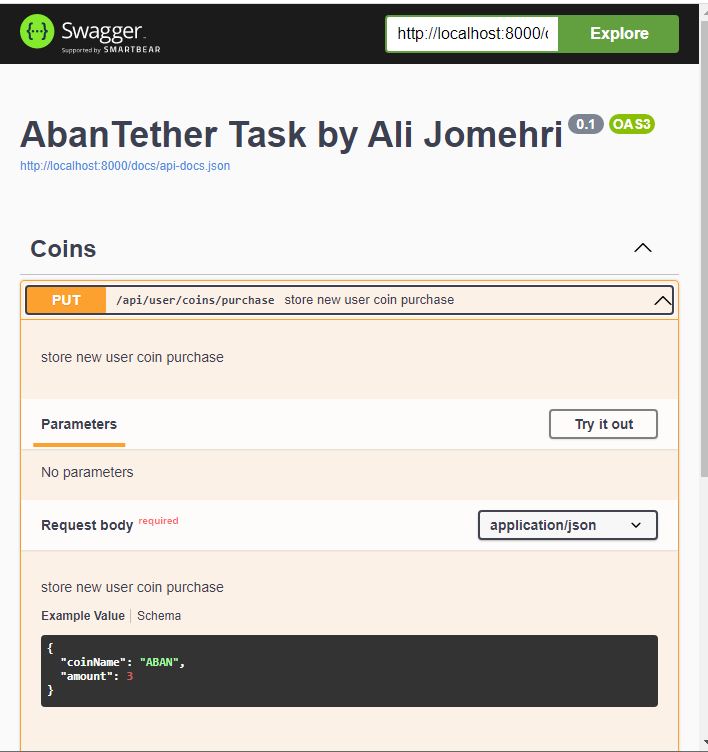 Swagger
Supported by SMARTBEAR
http://localhost:8000/
Explore
AbanTether Task by Ali Jomehri 0.1 OAS3
http://localhost:8000/docs/api-docs.json
Coins
PUT /api/user/coins/purchase store new user coin purchase
store new user coin purchase
Parameters
Try it out
No parameters
Request body required
application/json
store new user coin purchase
Example Value Schema
{
"coinName": "ABAN",
"amount": 3
}